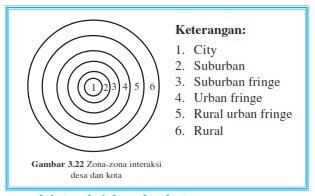 Keterangan:
1. City
2. Suburban
3. Suburban fringe
4. Urban fringe
5. Rural urban fringe
6. Rural
1 2 3 4 5 6
Gambar 3.22 Zona-zona interaksi
desa dan kota